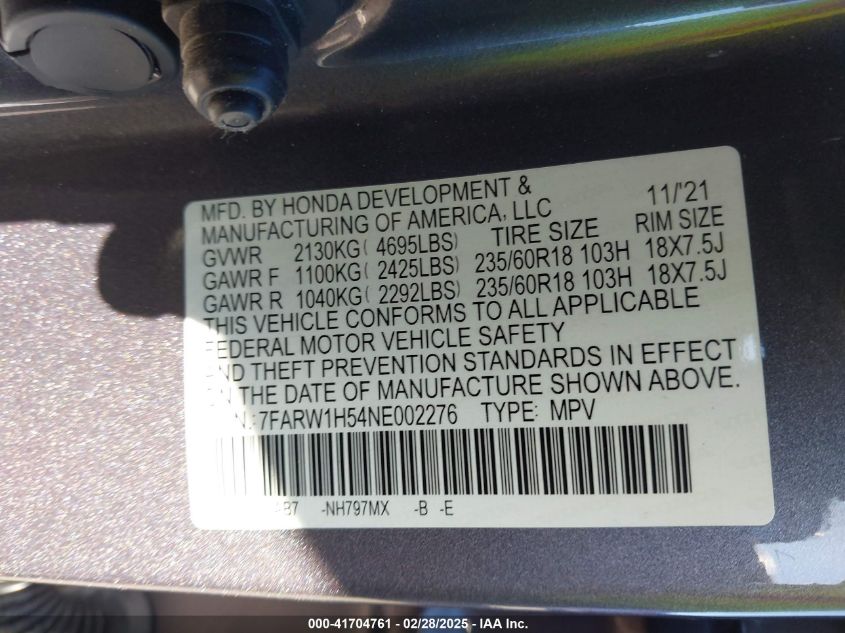 MFD. BY HONDA DEVELOPMENT & 11/'21
MANUFACTURING OF AMERICA, LLC TIRE SIZE RIM SIZE
GVWR 2130KG( 4695LBS)
GAWR F 1100KG( 2425LBS) 235/60R18 103H 18X7.5J
GAWR R 1040KG( 2292LBS) 235/60R18 103H 18X7.5J
THIS VEHICLE CONFORMS TO ALL APPLICABLE
FEDERAL MOTOR VEHICLE SAFETY
AND THEFT PREVENTION STANDARDS IN EFFECT
ON THE DATE OF MANUFACTURE SHOWN ABOVE.
.:7FARW1H54NE002276 TYPE: MPV
-NH797MX -B -E
000-41704761 - 02/28/2025 - IAA Inc.